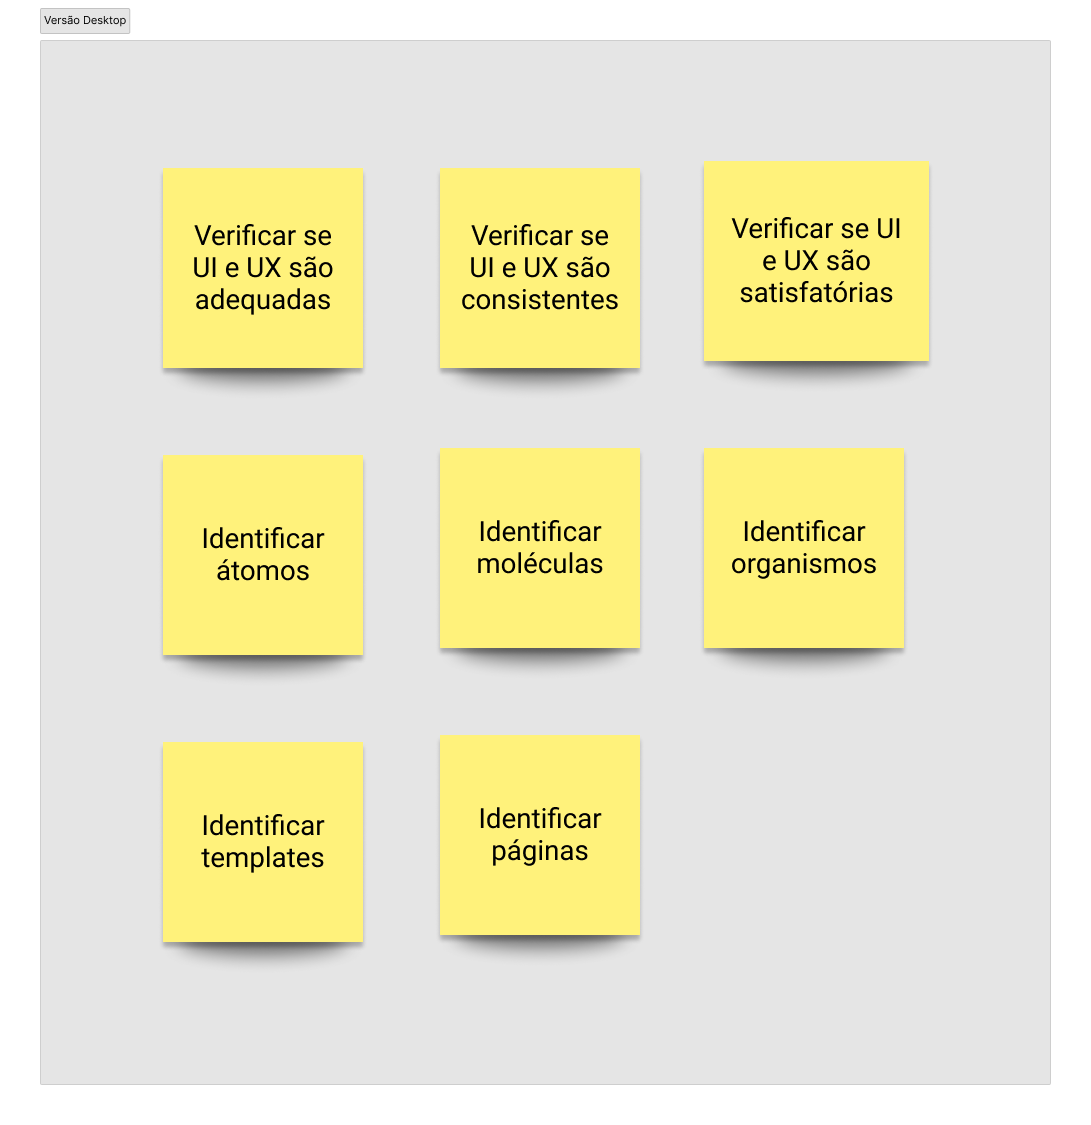 Versão Desktop
Verificar se
UI e UX são
adequadas
Verificar se
UI e UX são
consistentes
Verificar se UI
e UX são
satisfatórias
Identificar
átomos
Identificar
moléculas
Identificar
organismos
Identificar
templates
Identificar
páginas